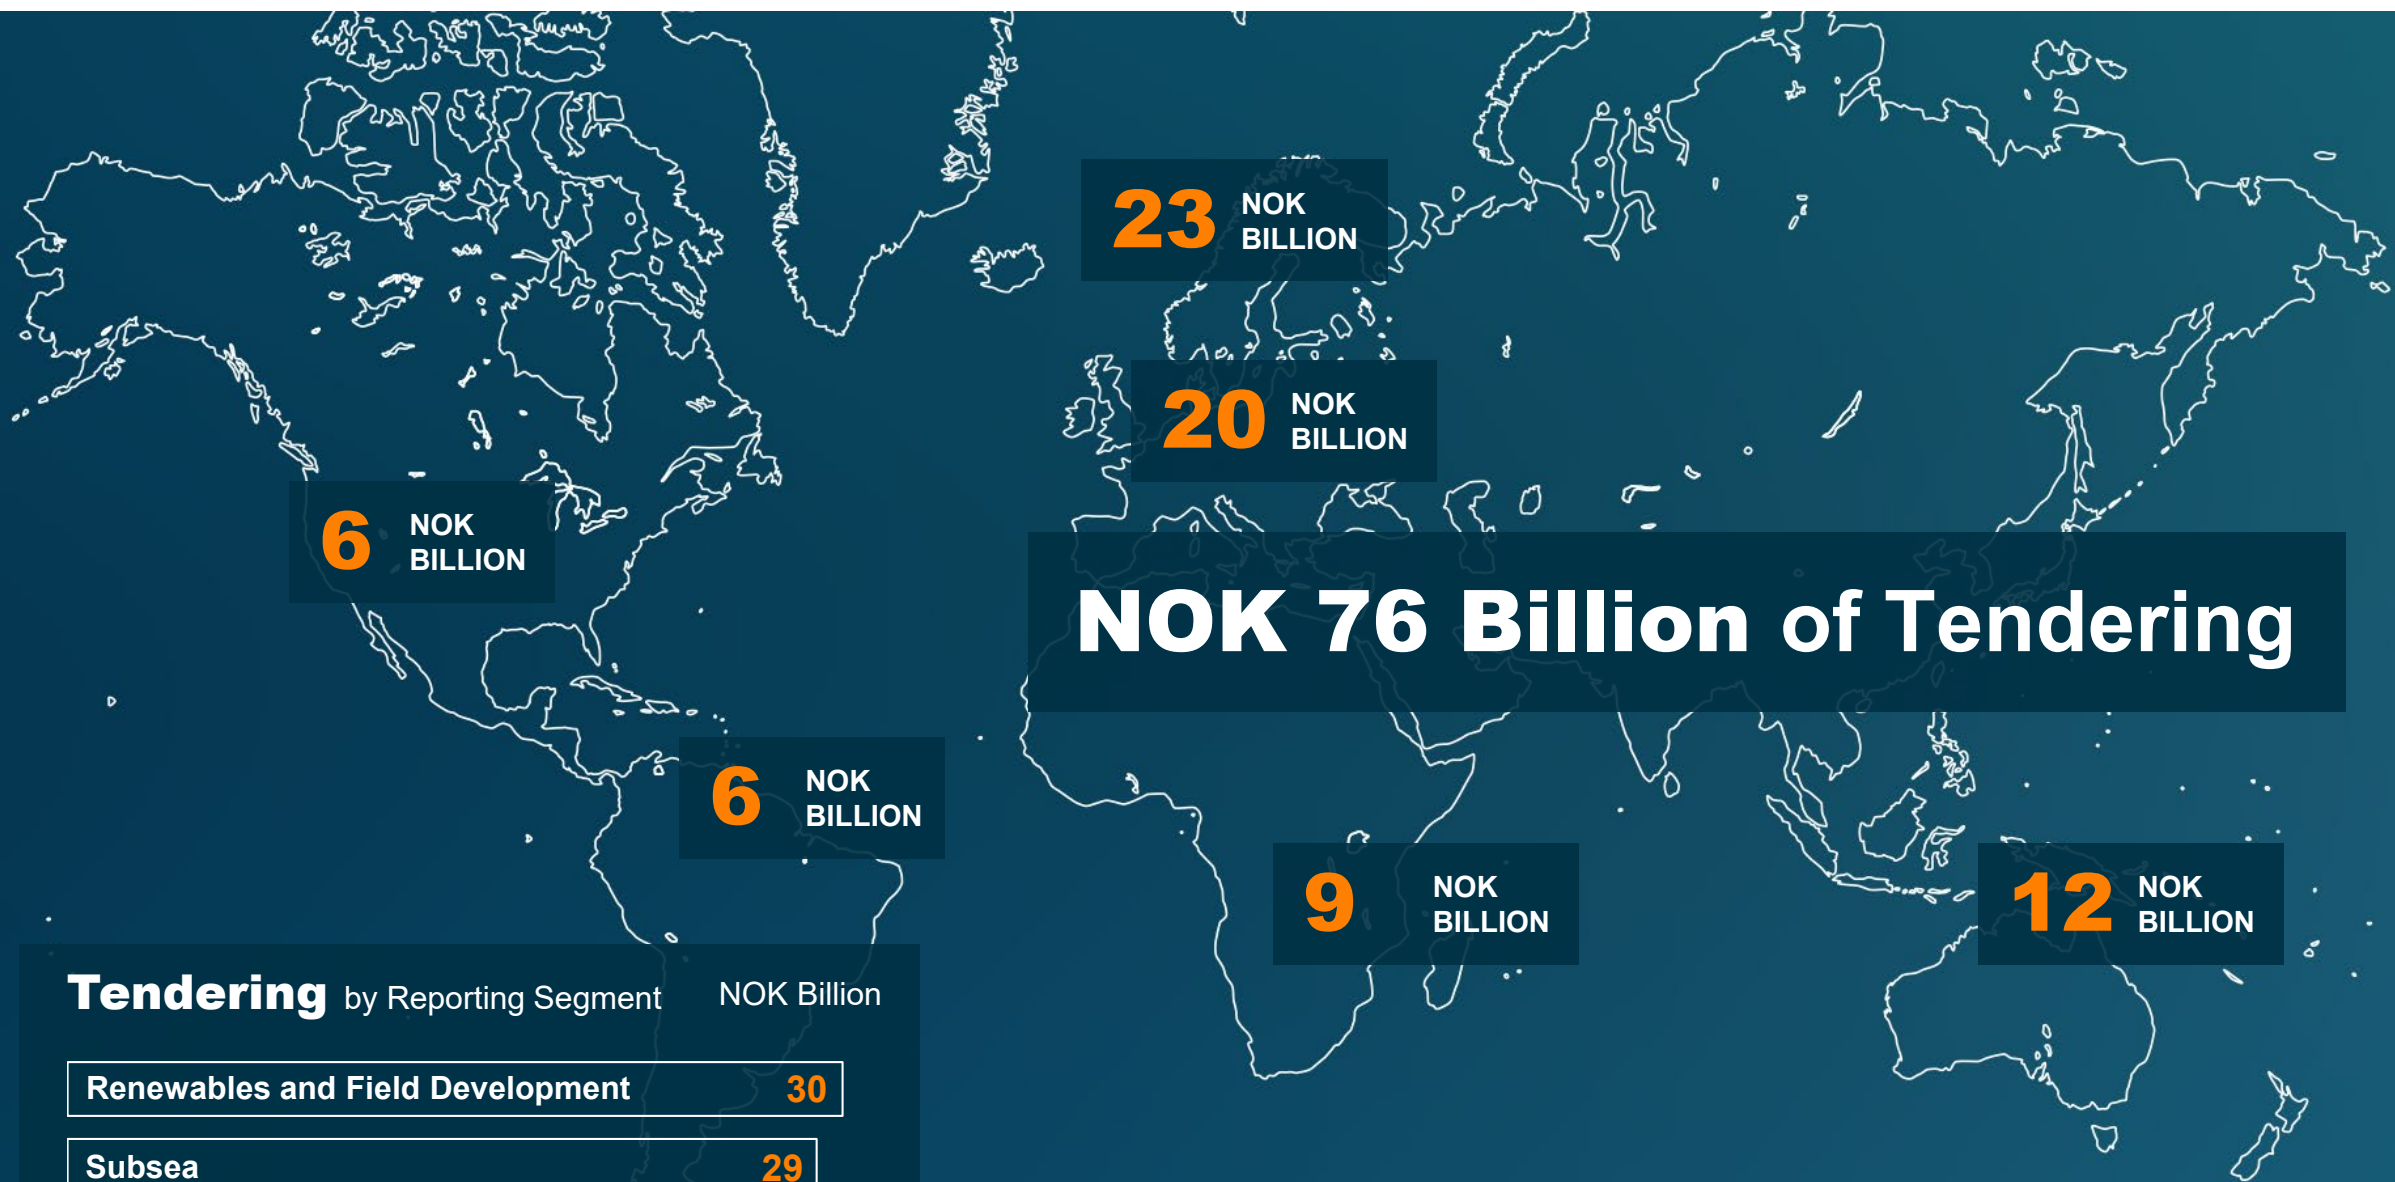 23 NOK
BILLION
20 NOK
BILLION
6 NOK
BILLION
NOK 76 Billion of Tendering
6 NOK
BILLION
9 NOK
BILLION
12 NOK
BILLION
Tendering by Reporting Segment NOK Billion
Renewables and Field Development 30
Subsea 29